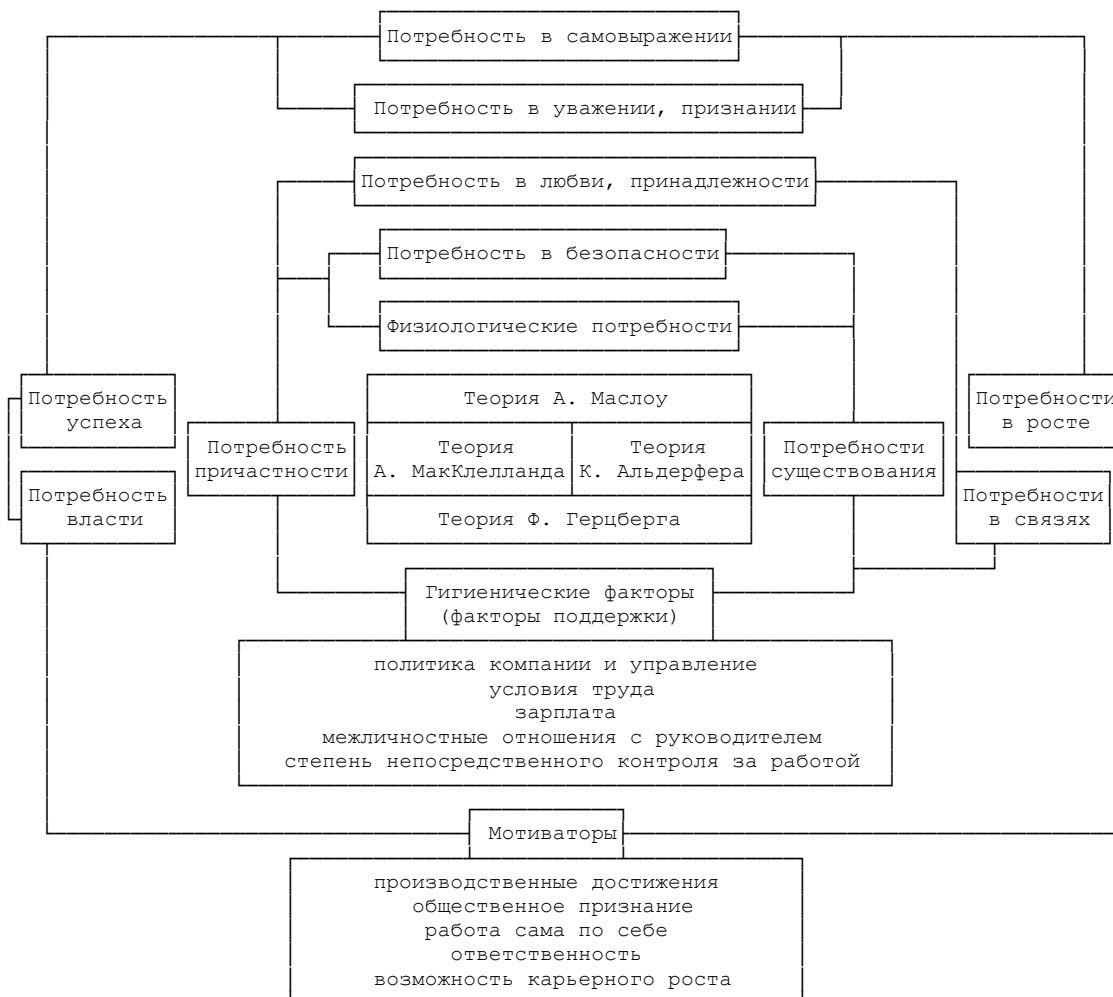 Потребность в самовыражении
Потребность в уважении, признании
Потребность в любви, принадлежности
Потребность в безопасности
Физиологические потребности
Потребность
успеха
Потребность
власти
Потребность
причастности
Теория А. Маслоу
Теория
А. МакКлелланда
Теория
К. Альдерфера
Теория Ф. Герцберга
Потребности
существования
Потребности
в росте
Потребности
в связях
Гигиенические факторы
(факторы поддержки)
политика компании и управление
условия труда
зарплата
межличностные отношения с руководителем
степень непосредственного контроля за работой
Мотиваторы
производственные достижения
общественное признание
работа сама по себе
ответственность
возможность карьерного роста